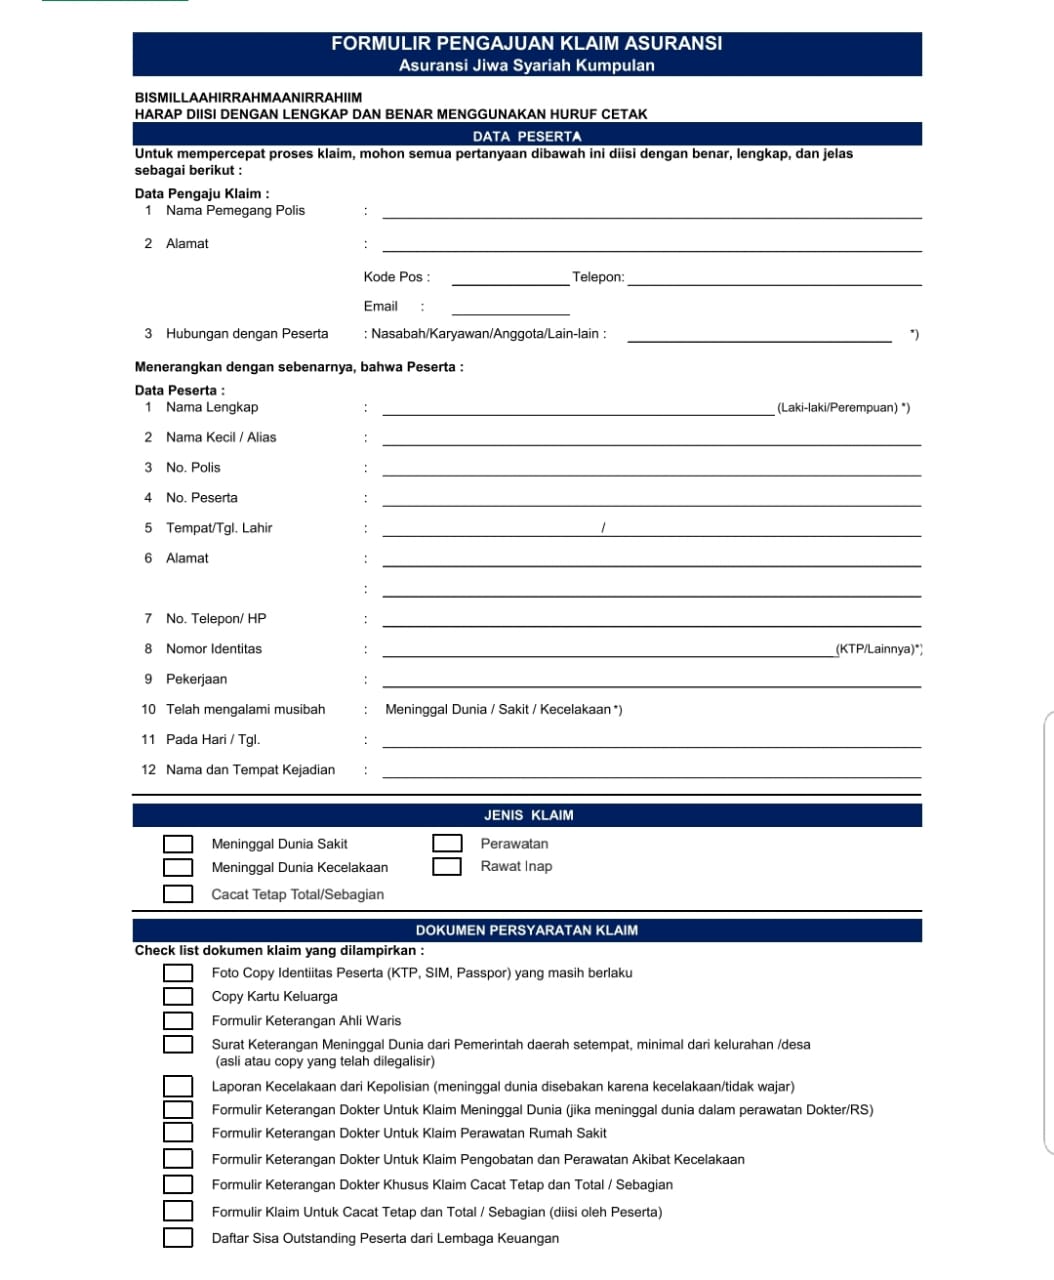 FORMULIR PENGAJUAN KLAIM ASURANSI
Asuransi Jiwa Syariah Kumpulan
BISMILLAAHIRRAHMAANIRRAHIIM
HARAP DIISI DENGAN LENGKAP DAN BENAR MENGGUNAKAN HURUF CETAK
DATA PESERTA
Untuk mempercepat proses klaim, mohon semua pertanyaan dibawah ini diisi dengan benar, lengkap, dan jelas
sebagai berikut :
Data Pengaju Klaim :
1 Nama Pemegang Polis :
2 Alamat :
Kode Pos : Telepon:
Email :
3 Hubungan dengan Peserta : Nasabah/Karyawan/Anggota/Lain-lain : *)
Menerangkan dengan sebenarnya, bahwa Peserta :
Data Peserta :
1 Nama Lengkap : (Laki-laki/Perempuan) *)
2 Nama Kecil / Alias :
3 No. Polis :
4 No. Peserta :
5 Tempat/Tgl. Lahir : /
6 Alamat :
:
7 No. Telepon/ HP :
8 Nomor Identitas : (KTP/Lainnya)*)
9 Pekerjaan :
10 Telah mengalami musibah : Meninggal Dunia / Sakit / Kecelakaan *)
11 Pada Hari / Tgl. :
12 Nama dan Tempat Kejadian :
JENIS KLAIM
Meninggal Dunia Sakit Perawatan
Meninggal Dunia Kecelakaan Rawat Inap
Cacat Tetap Total/Sebagian
DOKUMEN PERSYARATAN KLAIM
Check list dokumen klaim yang dilampirkan :
Foto Copy Identiitas Peserta (KTP, SIM, Passpor) yang masih berlaku
Copy Kartu Keluarga
Formulir Keterangan Ahli Waris
Surat Keterangan Meninggal Dunia dari Pemerintah daerah setempat, minimal dari kelurahan /desa
(asli atau copy yang telah dilegalisir)
Laporan Kecelakaan dari Kepolisian (meninggal dunia disebakan karena kecelakaan/tidak wajar)
Formulir Keterangan Dokter Untuk Klaim Meninggal Dunia (jika meninggal dunia dalam perawatan Dokter/RS)
Formulir Keterangan Dokter Untuk Klaim Perawatan Rumah Sakit
Formulir Keterangan Dokter Untuk Klaim Pengobatan dan Perawatan Akibat Kecelakaan
Formulir Keterangan Dokter Khusus Klaim Cacat Tetap dan Total / Sebagian
Formulir Klaim Untuk Cacat Tetap dan Total / Sebagian (diisi oleh Peserta)
Daftar Sisa Outstanding Peserta dari Lembaga Keuangan